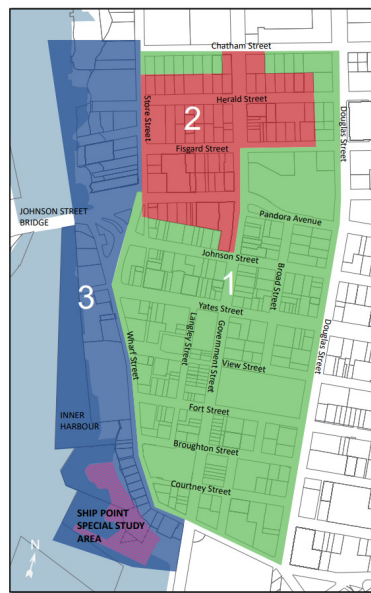 Chatham Street
Store Street
Herald Street
2
Douglas Street
Fisgard Street
JOHNSON STREET
BRIDGE
Pandora Avenue
Johnson Street
1
Broad Street
3
Yates Street
Langley Street
Government Street
Douglas Street
Wharf Street
View Street
Fort Street
INNER
HARBOUR
Broughton Street
Courtney Street
SHIP POINT
SPECIAL STUDY
AREA
N